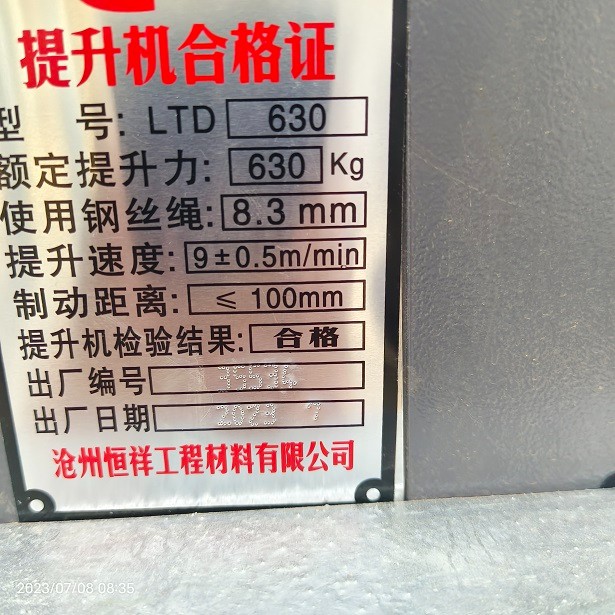 提升机合格证
型 号: LTD 630
额定提升力: 630 Kg
使用钢丝绳: 8.3 mm
提升速度: 9±0.5m/min
制动距离: ≤ 100mm
提升机检验结果: 合格
出厂编号
出厂日期 2023 7
沧州恒祥工程材料有限公司
2023/07/08 08:35